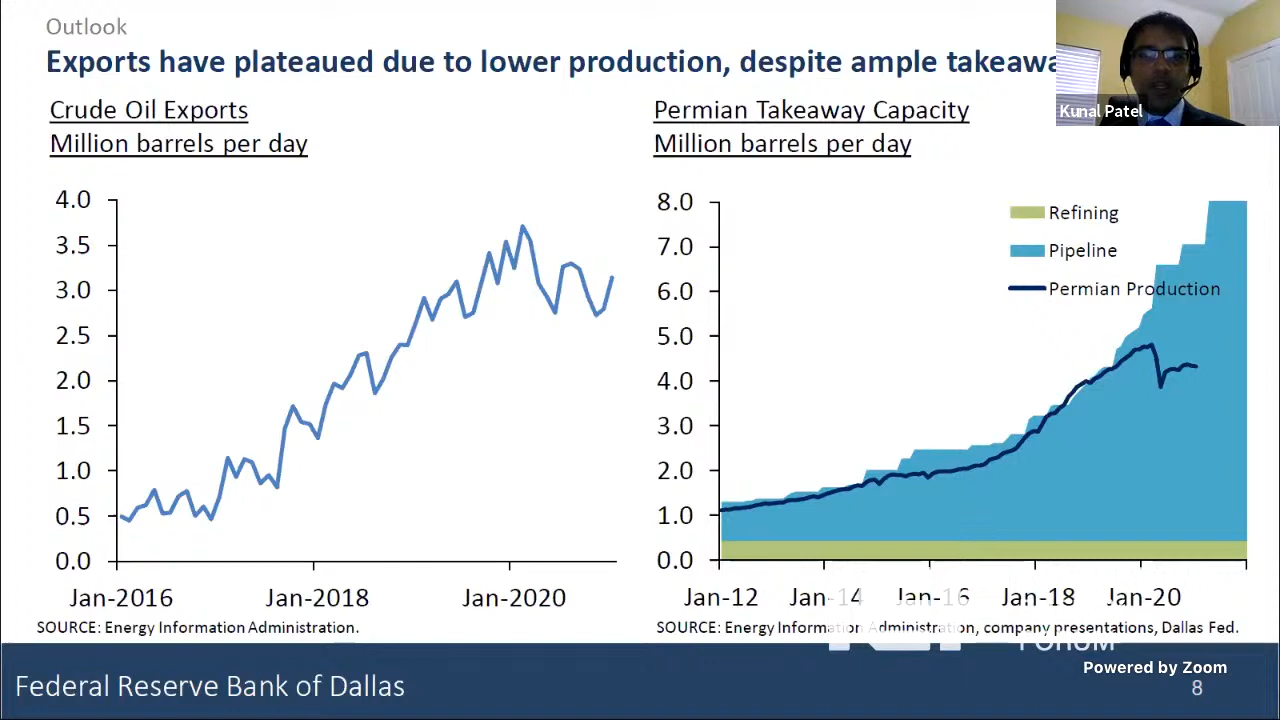 Outlook
Exports have plateaued due to lower production, despite ample takeawa
Kunal Patel
Crude Oil Exports
Million barrels per day
4.0
3.5
3.0
2.5
2.0
1.5
1.0
0.5
0.0
Jan-2016 Jan-2018 Jan-2020
SOURCE: Energy Information Administration.
Permian Takeaway Capacity
Million barrels per day
8.0
7.0
6.0
5.0
4.0
3.0
2.0
1.0
0.0
Refining
Pipeline
Permian Production
Jan-12 Jan-14 Jan-16 Jan-18 Jan-20
SOURCE: Energy Information Administration, company presentations, Dallas Fed.
FORUM
Powered by Zoom
Federal Reserve Bank of Dallas
8